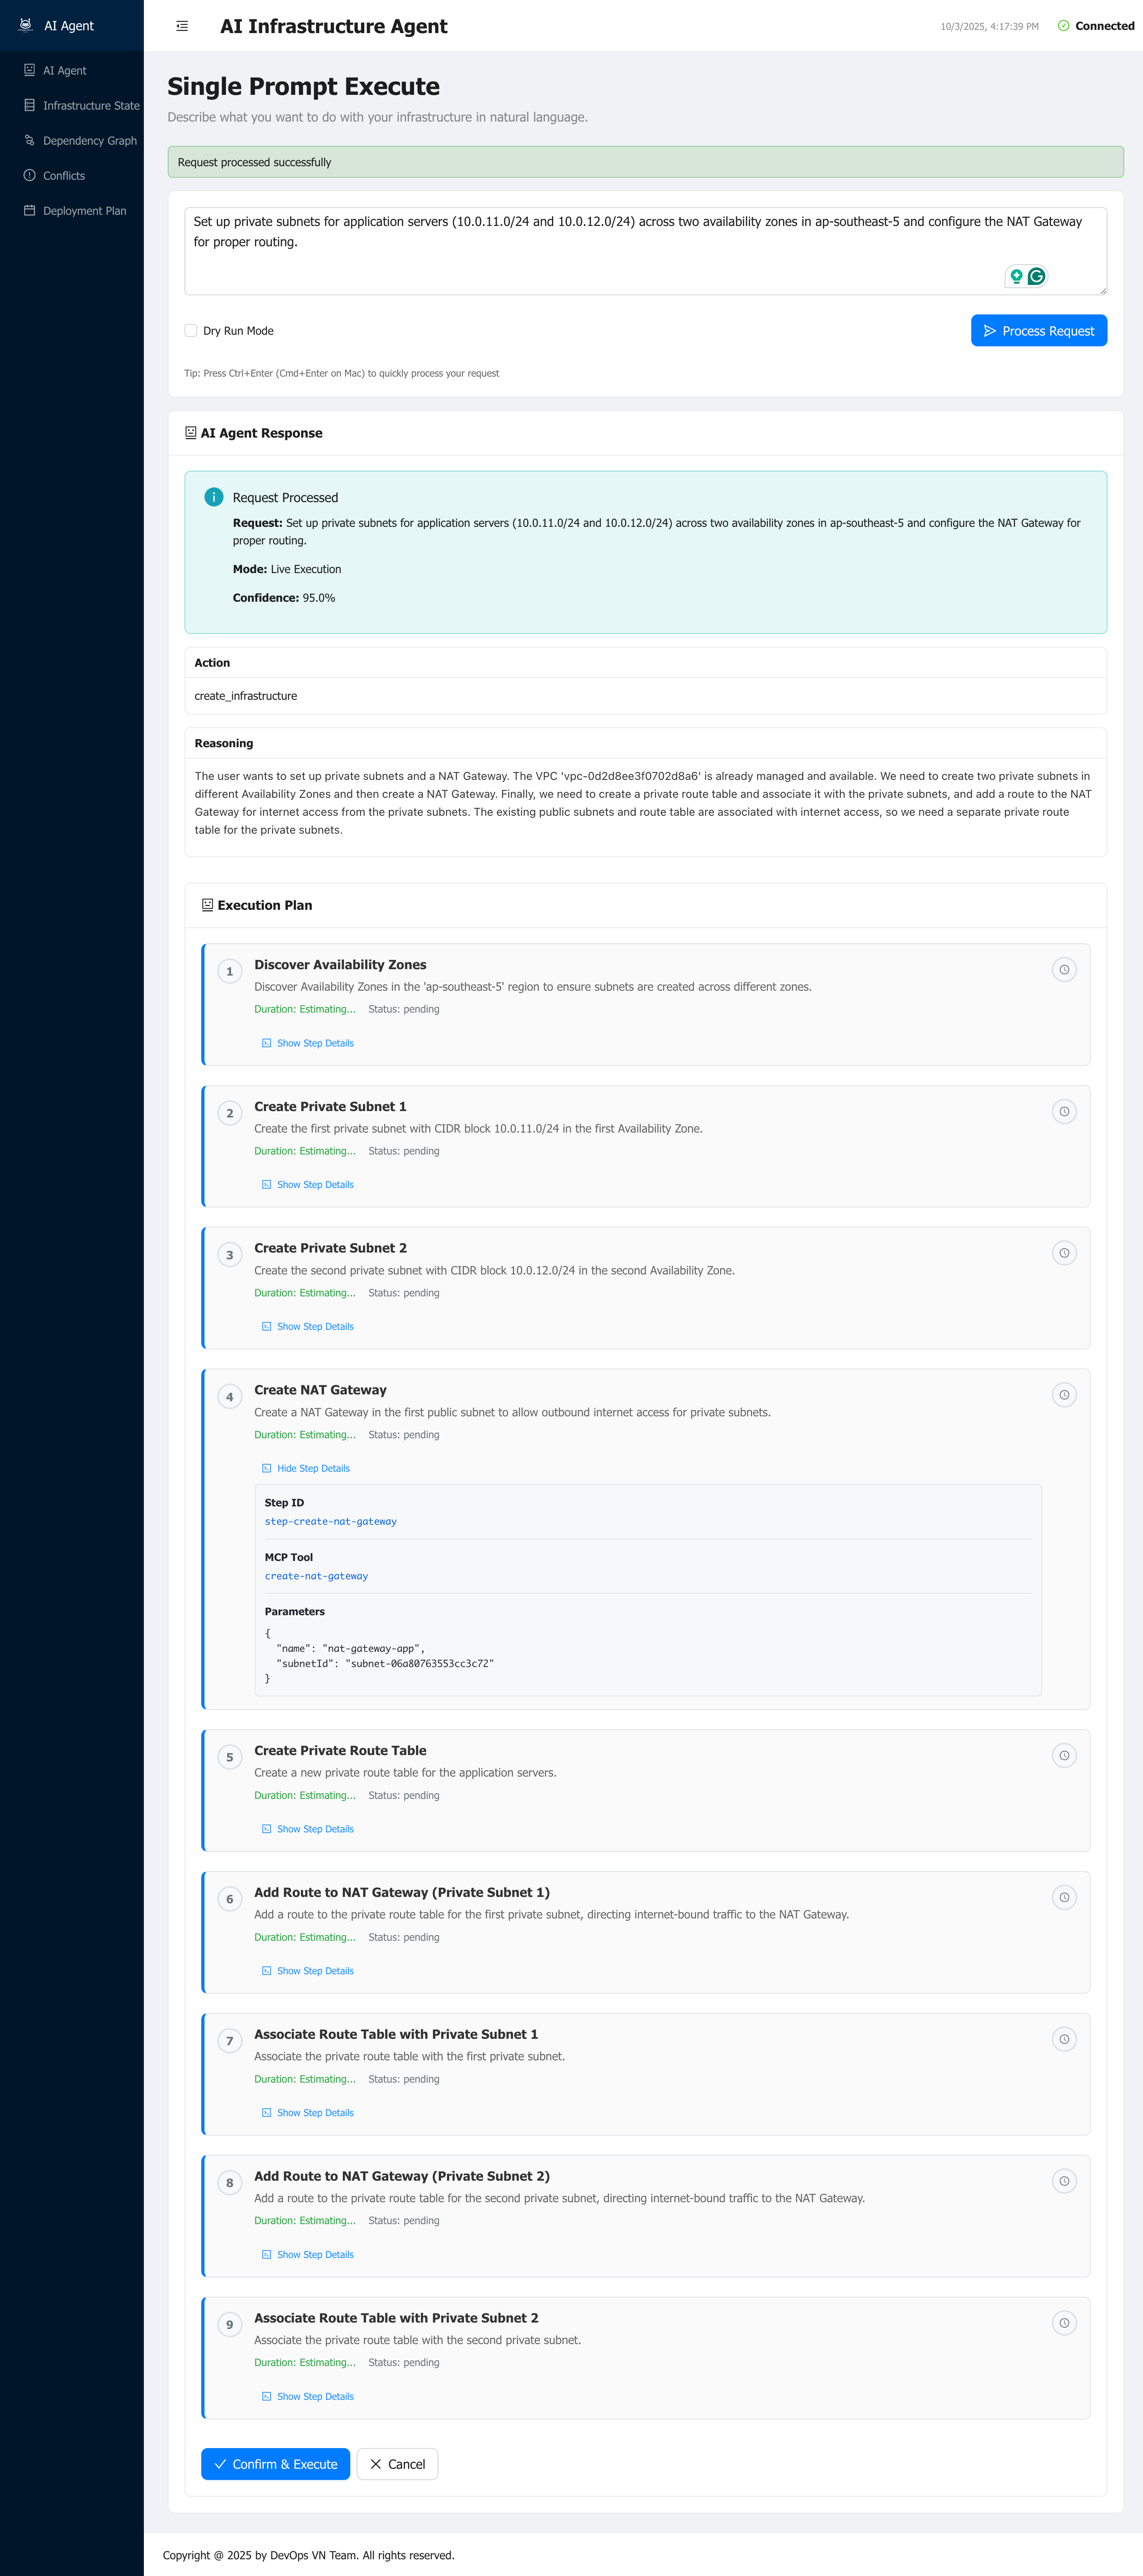 AI Agent
AI Agent
Infrastructure State
Dependency Graph
Conflicts
Deployment Plan
AI Infrastructure Agent
10/3/2025, 4:17:39 PM
Connected
Single Prompt Execute
Describe what you want to do with your infrastructure in natural language.
Request processed successfully
Set up private subnets for application servers (10.0.11.0/24 and 10.0.12.0/24) across two availability zones in ap-southeast-5 and configure the NAT Gateway
for proper routing.
Dry Run Mode
Process Request
Tip: Press Ctrl+Enter (Cmd+Enter on Mac) to quickly process your request
AI Agent Response
Request Processed
Request: Set up private subnets for application servers (10.0.11.0/24 and 10.0.12.0/24) across two availability zones in ap-southeast-5 and configure the NAT Gateway for
proper routing.
Mode: Live Execution
Confidence: 95.0%
Action
create_infrastructure
Reasoning
The user wants to set up private subnets and a NAT Gateway. The VPC 'vpc-0d2d8ee3f0702d8a6' is already managed and available. We need to create two private subnets in
different Availability Zones and then create a NAT Gateway. Finally, we need to create a private route table and associate it with the private subnets, and add a route to the NAT
Gateway for internet access from the private subnets. The existing public subnets and route table are associated with internet access, so we need a separate private route
table for the private subnets.
Execution Plan
1
Discover Availability Zones
Discover Availability Zones in the 'ap-southeast-5' region to ensure subnets are created across different zones.
Duration: Estimating... Status: pending
Show Step Details
2
Create Private Subnet 1
Create the first private subnet with CIDR block 10.0.11.0/24 in the first Availability Zone.
Duration: Estimating... Status: pending
Show Step Details
3
Create Private Subnet 2
Create the second private subnet with CIDR block 10.0.12.0/24 in the second Availability Zone.
Duration: Estimating... Status: pending
Show Step Details
4
Create NAT Gateway
Create a NAT Gateway in the first public subnet to allow outbound internet access for private subnets.
Duration: Estimating... Status: pending
Hide Step Details
Step ID
step-create-nat-gateway
MCP Tool
create-nat-gateway
Parameters
{
"name": "nat-gateway-app",
"subnetId": "subnet-06a80763553cc3c72"
}
5
Create Private Route Table
Create a new private route table for the application servers.
Duration: Estimating... Status: pending
Show Step Details
6
Add Route to NAT Gateway (Private Subnet 1)
Add a route to the private route table for the first private subnet, directing internet-bound traffic to the NAT Gateway.
Duration: Estimating... Status: pending
Show Step Details
7
Associate Route Table with Private Subnet 1
Associate the private route table with the first private subnet.
Duration: Estimating... Status: pending
Show Step Details
8
Add Route to NAT Gateway (Private Subnet 2)
Add a route to the private route table for the second private subnet, directing internet-bound traffic to the NAT Gateway.
Duration: Estimating... Status: pending
Show Step Details
9
Associate Route Table with Private Subnet 2
Associate the private route table with the second private subnet.
Duration: Estimating... Status: pending
Show Step Details
Confirm & Execute
Cancel
Copyright @ 2025 by DevOps VN Team. All rights reserved.